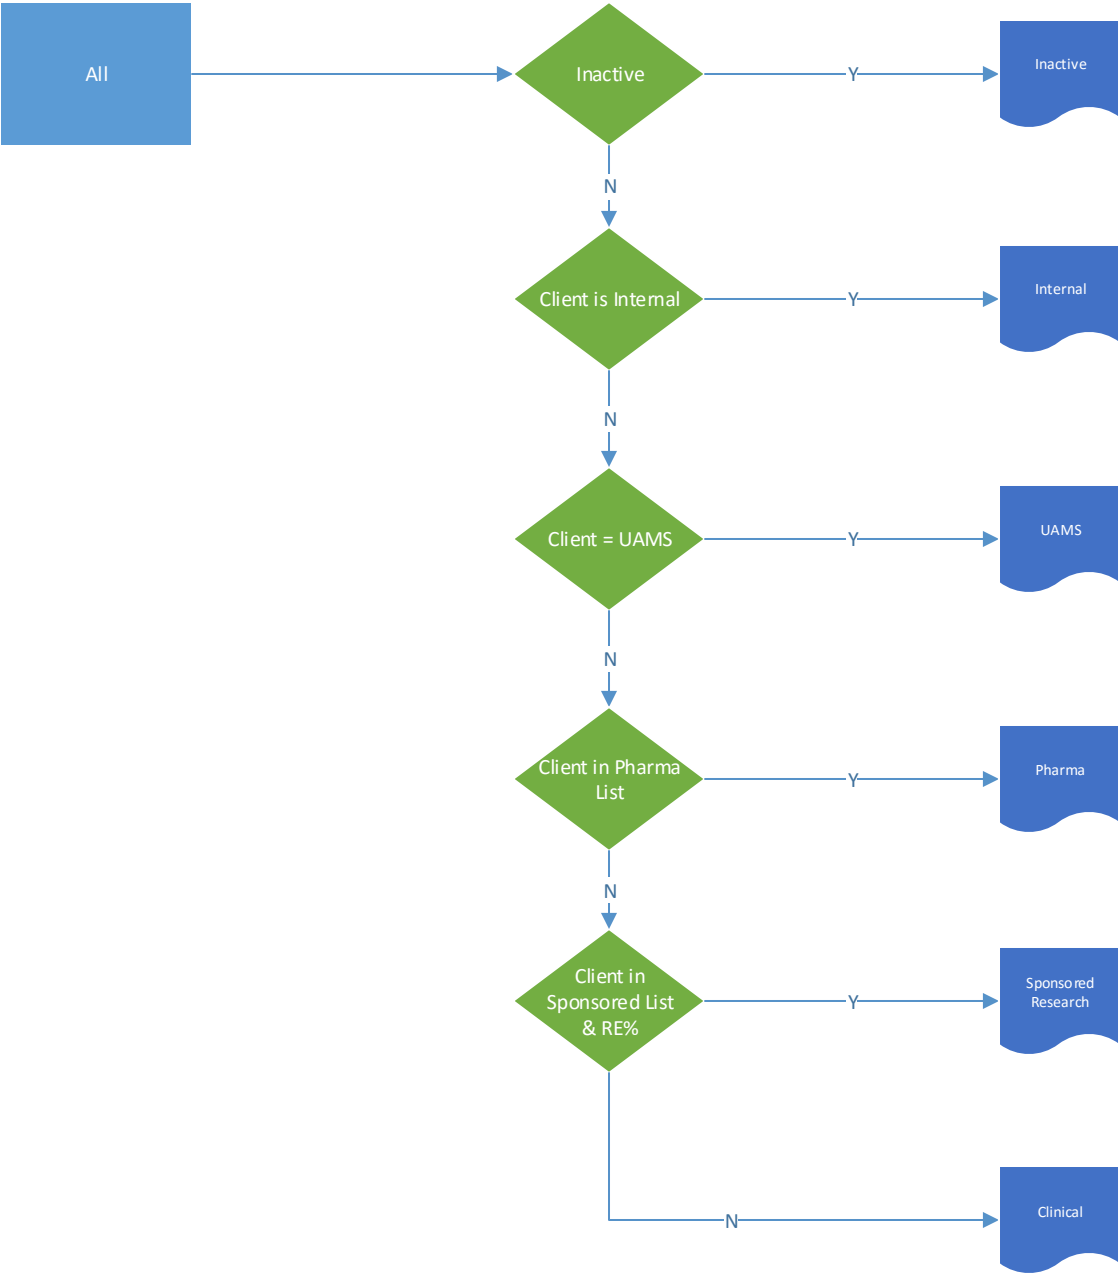 All
Inactive
Y
Inactive
N
Client is Internal
Y
Internal
N
Client = UAMS
Y
UAMS
N
Client in Pharma
List
Y
Pharma
N
Client in
Sponsored List
& RE%
Y
Sponsored
Research
N
Clinical